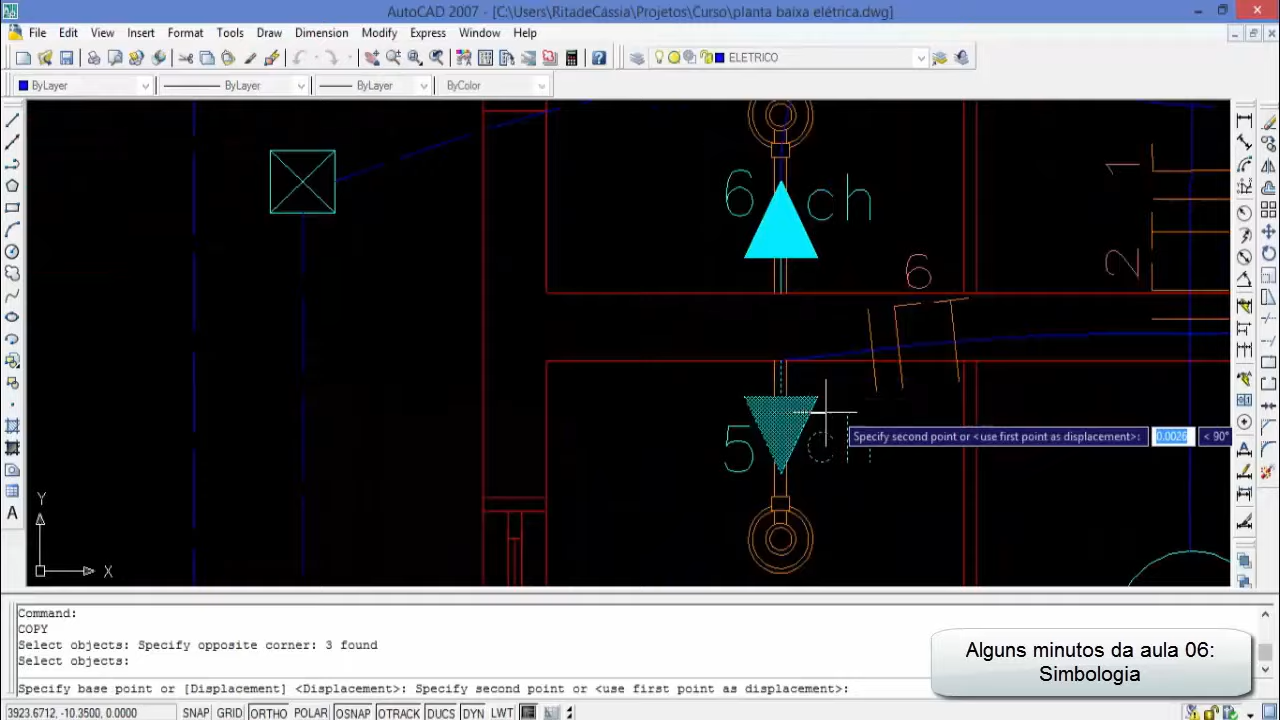 AutoCAD 2007 - [C:\Users\RitadeCássia\Projetos\Curso\planta baixa elétrica.dwg]
File Edit View Insert Format Tools Draw Dimension Modify Express Window Help
ELETRICO
ByLayer ByLayer ByLayer ByColor
6 ch
1
2
6
5
Specify second point or <use first point as displacement>: 0.0026 < 90°
Y
X
A
Command:
COPY
Select objects: Specify opposite corner: 3 found
Select objects:
Specify base point or [Displacement] <Displacement>: Specify second point or <use first point as displacement>:
Alguns minutos da aula 06:
Simbologia
3923.6712, -10.3500, 0.0000 SNAP GRID ORTHO POLAR OSNAP OTRACK DUCS DYN LWT